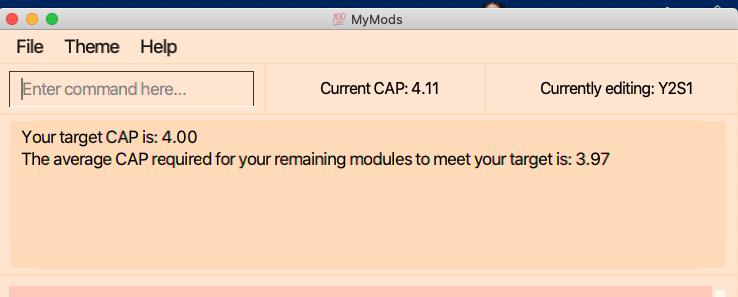 💯 MyMods
File Theme Help
Enter command here...
Current CAP: 4.11
Currently editing: Y2S1
Your target CAP is: 4.00
The average CAP required for your remaining modules to meet your target is: 3.97